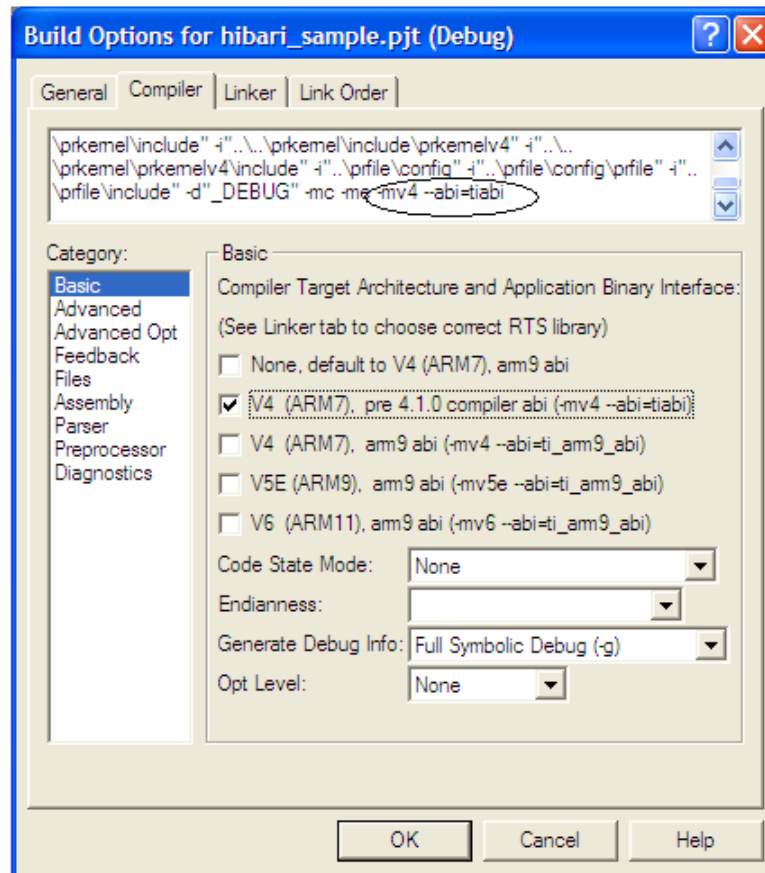 Build Options for hibari_sample.pjt (Debug)
General Compiler Linker Link Order
\prkernel\include" -i"..\..\prkernel\include\prkernelv4" -i"..\..
\prkernel\prkernelv4\include" -i"..\prfile\config" -i"..\prfile\config\prfile" -i"..
\prfile\include" -d"_DEBUG" -mc -me -mv4 --abi=tiabi
Category:
Basic
Advanced
Advanced Opt
Feedback
Files
Assembly
Parser
Preprocessor
Diagnostics
Basic
Compiler Target Architecture and Application Binary Interface:
(See Linker tab to choose correct RTS library)
None, default to V4 (ARM7), arm9 abi
V4 (ARM7), pre 4.1.0 compiler abi (-mv4 --abi=tiabi)
V4 (ARM7), arm9 abi (-mv4 --abi=ti_arm9_abi)
V5E (ARM9), arm9 abi (-mv5e --abi=ti_arm9_abi)
V6 (ARM11), arm9 abi (-mv6 --abi=ti_arm9_abi)
Code State Mode: None
Endianness:
Generate Debug Info: Full Symbolic Debug (-g)
Opt Level: None
OK Cancel Help